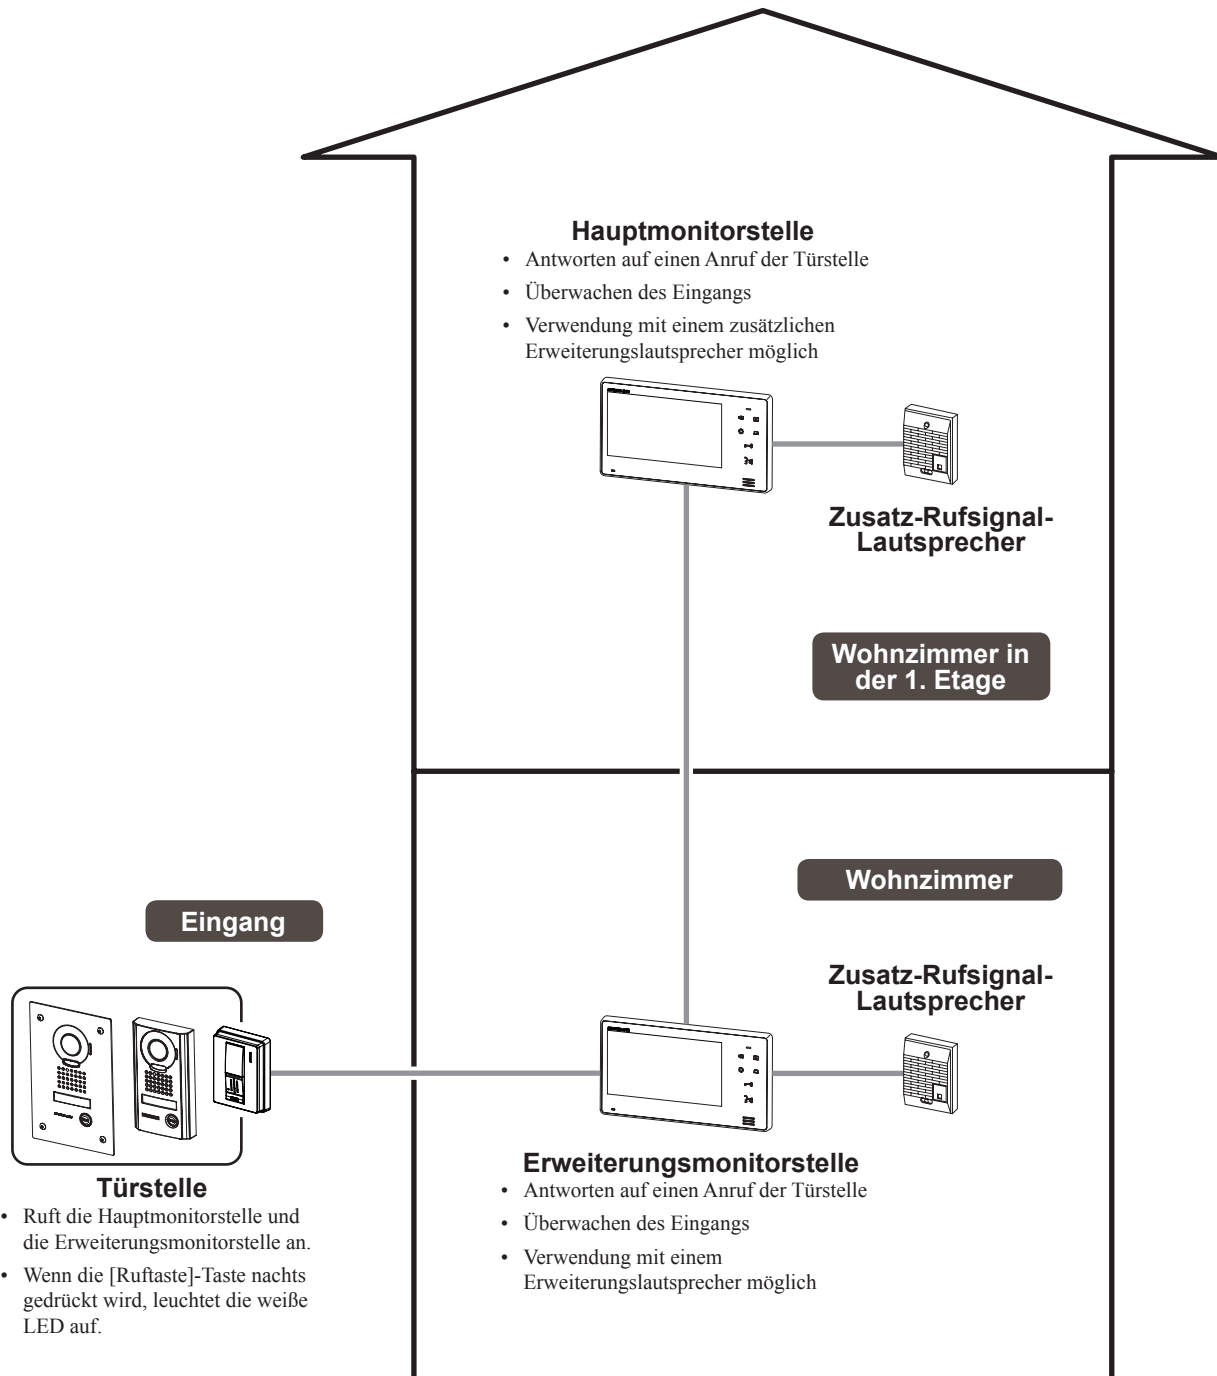 Hauptmonitorstelle
• Antworten auf einen Anruf der Türstelle
• Überwachen des Eingangs
• Verwendung mit einem zusätzlichen
Erweiterungslautsprecher möglich
Zusatz-Rufsignal-
Lautsprecher
Wohnzimmer in
der 1. Etage
Wohnzimmer
Eingang
Zusatz-Rufsignal-
Lautsprecher
Türstelle
• Ruft die Hauptmonitorstelle und
die Erweiterungsmonitorstelle an.
• Wenn die [Ruftaste]-Taste nachts
gedrückt wird, leuchtet die weiße
LED auf.
Erweiterungsmonitorstelle
• Antworten auf einen Anruf der Türstelle
• Überwachen des Eingangs
• Verwendung mit einem
Erweiterungslautsprecher möglich